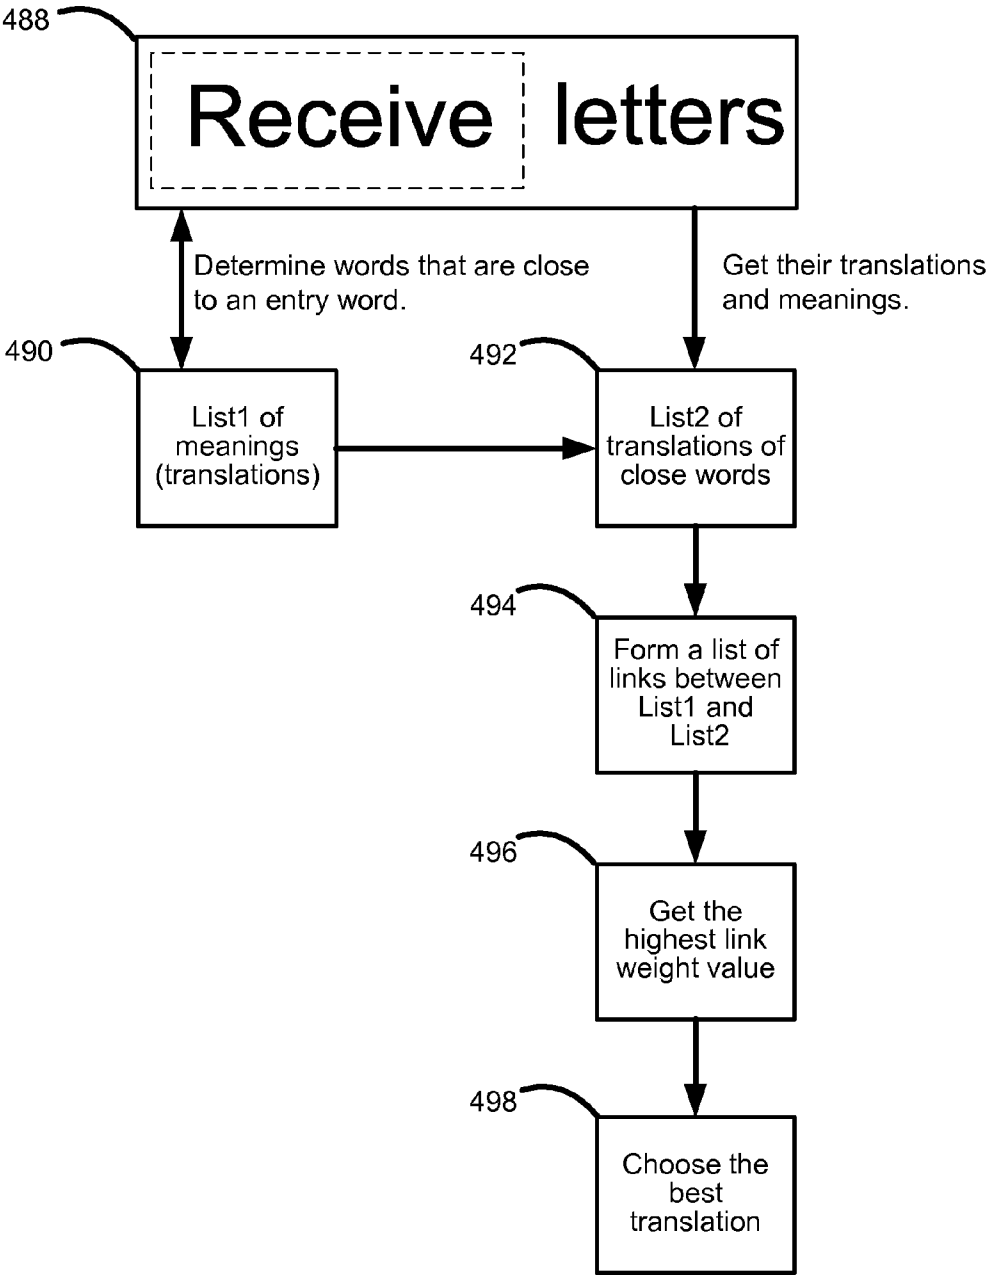 488
Receive letters
Determine words that are close
to an entry word.
Get their translations
and meanings.
490
List1 of
meanings
(translations)
492
List2 of
translations of
close words
494
Form a list of
links between
List1 and
List2
496
Get the
highest link
weight value
498
Choose the
best
translation